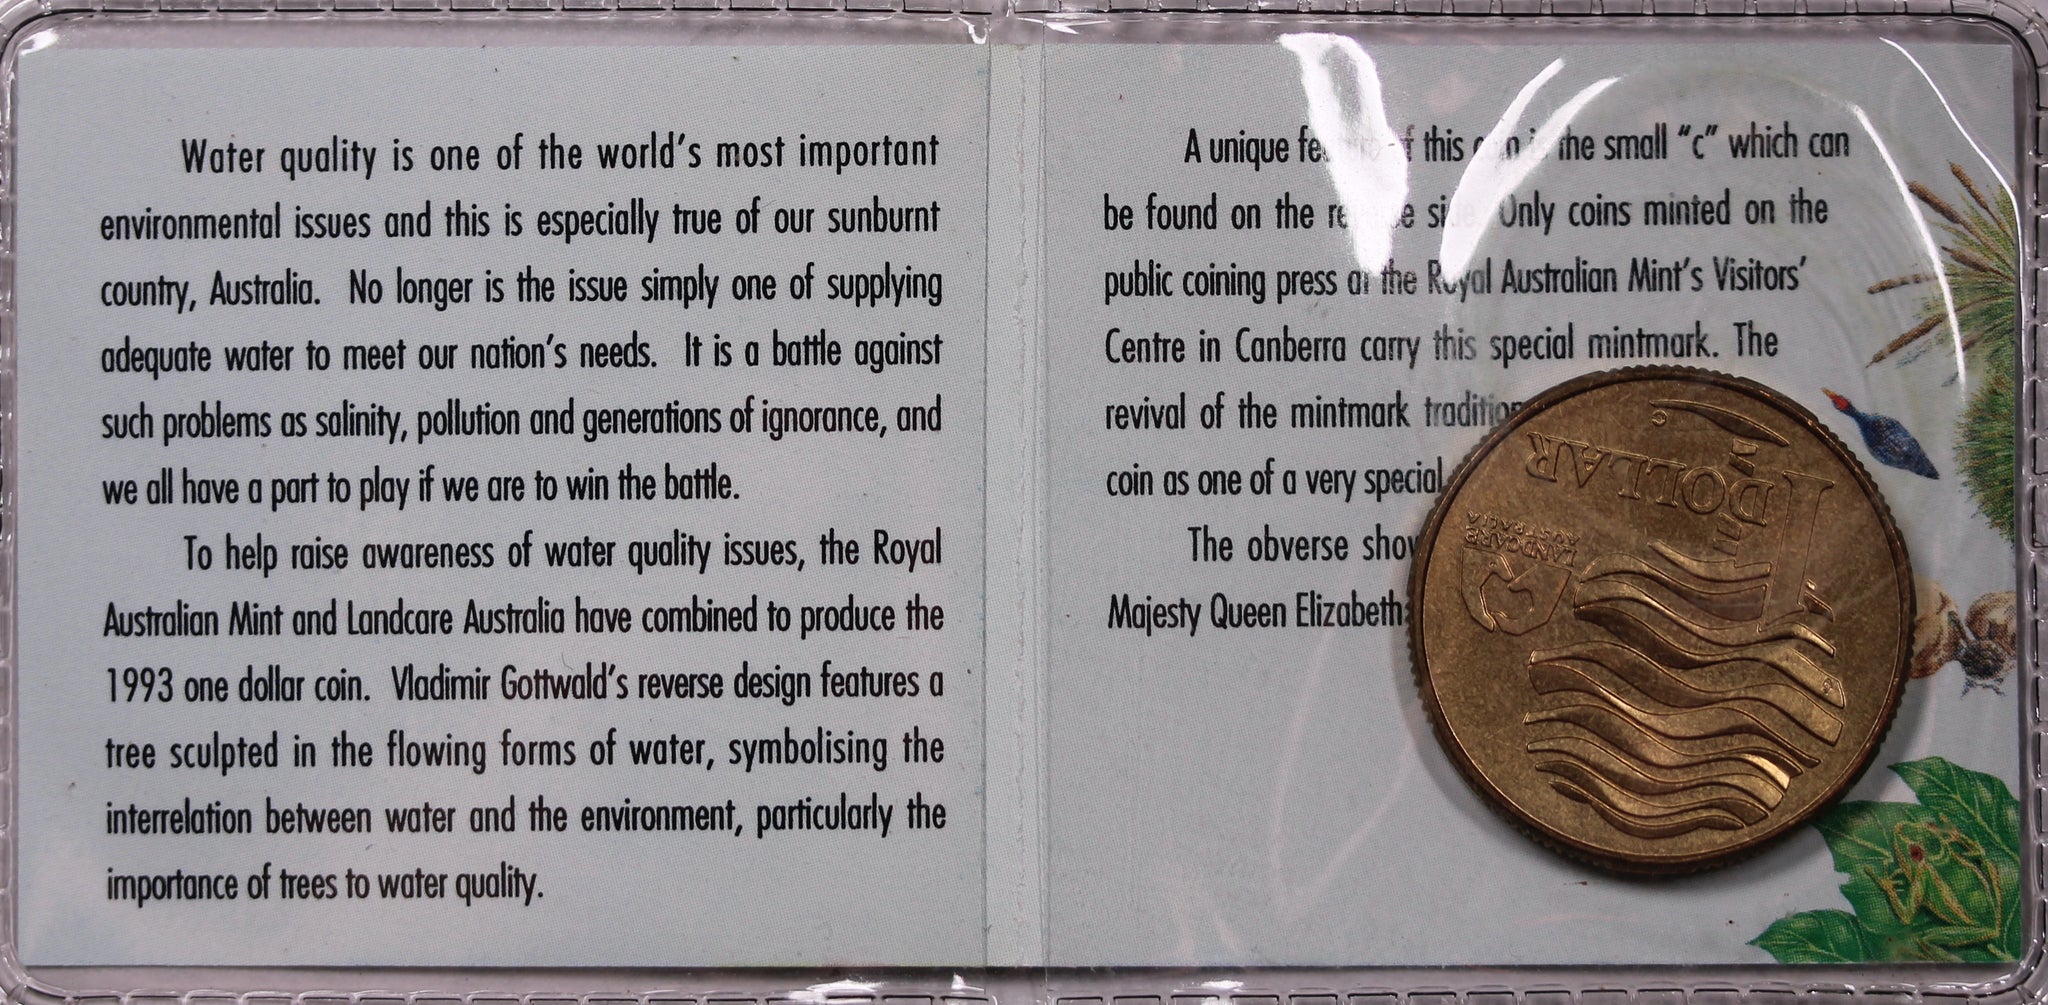 Water quality is one of the world's most important
environmental issues and this is especially true of our sunburnt
country, Australia. No longer is the issue simply one of supplying
adequate water to meet our nation's needs. It is a battle against
such problems as salinity, pollution and generations of ignorance, and
we all have a part to play if we are to win the battle.
To help raise awareness of water quality issues, the Royal
Australian Mint and Landcare Australia have combined to produce the
1993 one dollar coin. Vladimir Gottwald's reverse design features a
tree sculpted in the flowing forms of water, symbolising the
interrelation between water and the environment, particularly the
importance of trees to water quality.
A unique of this the small "c" which can
be found on the Only coins minted on the
public coining press at the Royal Australian Mint's Visitors'
Centre in Canberra carry this special mintmark. The
revival of the mintmark
coin as one of a very special
The obverse
Majesty Queen Elizabeth
1 DOLLAR
C
LANDCARE
AUSTRALIA